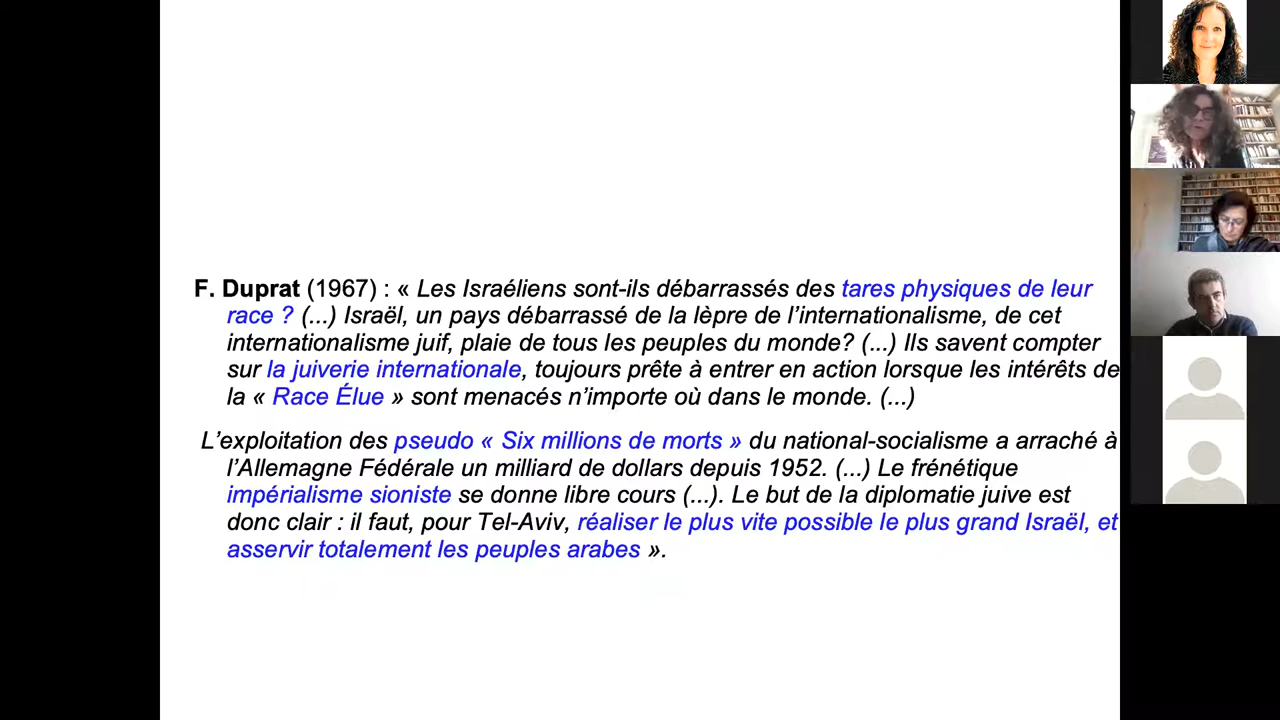 F. Duprat (1967) : « Les Israéliens sont-ils débarrassés des tares physiques de leur
race ? (...) Israël, un pays débarrassé de la lèpre de l'internationalisme, de cet
internationalisme juif, plaie de tous les peuples du monde? (...) Ils savent compter
sur la juiverie internationale, toujours prête à entrer en action lorsque les intérêts de
la « Race Élue » sont menacés n'importe où dans le monde. (...)
L'exploitation des pseudo « Six millions de morts » du national-socialisme a arraché à
l'Allemagne Fédérale un milliard de dollars depuis 1952. (...) Le frénétique
impérialisme sioniste se donne libre cours (...). Le but de la diplomatie juive est
donc clair : il faut, pour Tel-Aviv, réaliser le plus vite possible le plus grand Israël, et
asservir totalement les peuples arabes ».